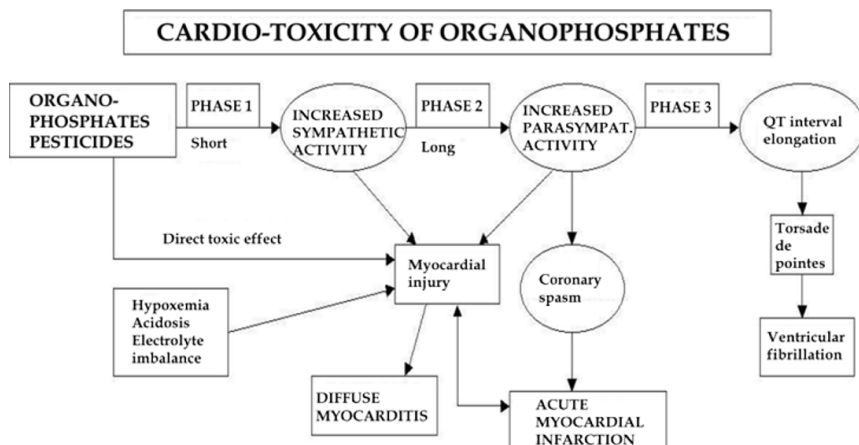 CARDIO-TOXICITY OF ORGANOPHOSPHATES
ORGANO-
PHOSPHATES
PESTICIDES
PHASE 1
Short
INCREASED
SYMPATHETIC
ACTIVITY
PHASE 2
Long
INCREASED
PARASYMPAT.
ACTIVITY
PHASE 3
QT interval
elongation
Direct toxic effect
Myocardial
injury
Coronary
spasm
Torsade
de
pointes
Hypoxemia
Acidosis
Electrolyte
imbalance
Ventricular
fibrillation
DIFFUSE
MYOCARDITIS
ACUTE
MYOCARDIAL
INFARCTION